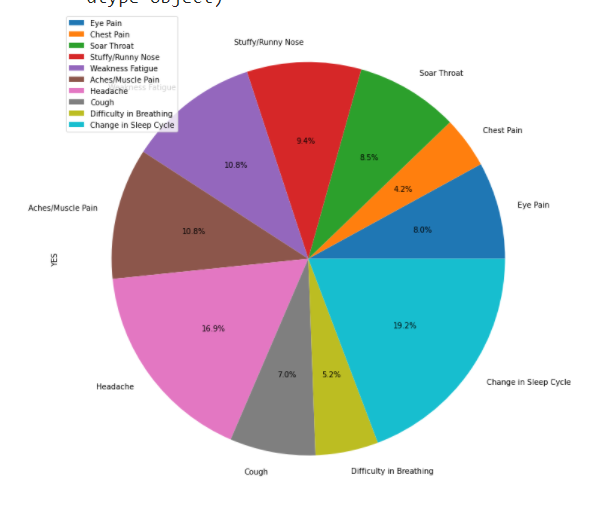 dtype=object)
Eye Pain
Chest Pain
Soar Throat
Stuffy/Runny Nose
Weakness Fatigue
Aches/Muscle Pain
Headache
Cough
Difficulty in Breathing
Change in Sleep Cycle
Stuffy/Runny Nose
Soar Throat
Weakness Fatigue
9.4%
8.5%
Chest Pain
10.8%
4.2%
Aches/Muscle Pain
Eye Pain
10.8%
8.0%
YES
16.9%
19.2%
7.0%
5.2%
Headache
Change in Sleep Cycle
Cough
Difficulty in Breathing